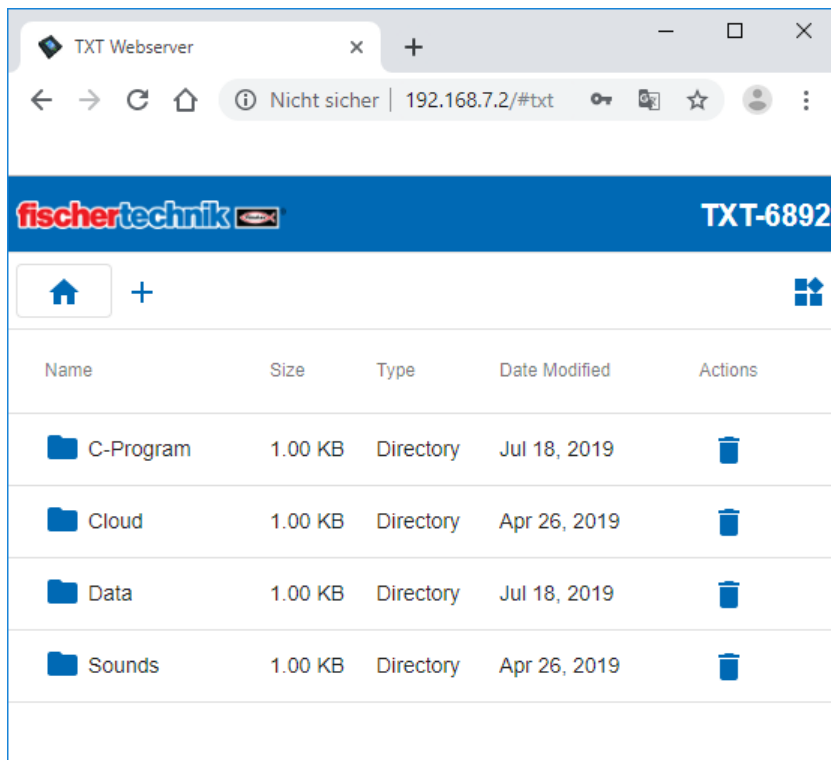 TXT Webserver
Nicht sicher | 192.168.7.2/#txt
fischertechnik TXT-6892
Name Size Type Date Modified Actions
C-Program 1.00 KB Directory Jul 18, 2019
Cloud 1.00 KB Directory Apr 26, 2019
Data 1.00 KB Directory Jul 18, 2019
Sounds 1.00 KB Directory Apr 26, 2019